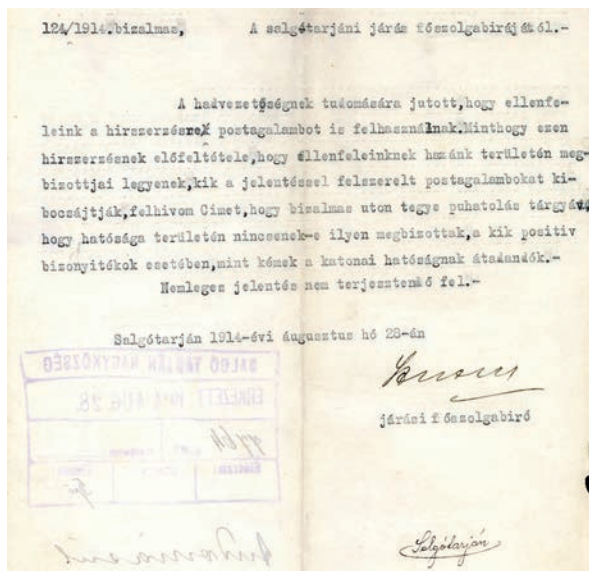 124/1914.bizalmas,  A salgótarjáni járás főszolgabirájától.-
A hadvezetőségnek tudomására jutott,hogy ellenfe-
leink a hirszerzésre postagalambot is felhasználnak.Minthogy ezen
hirszerzésnek előfeltétele,hogy ellenfeleinknek hazánk területén meg-
bizottjai legyenek,kik a jelentéssel felszerelt postagalambokat ki-
bocsájtják,felhivom Cimet,hogy bizalmas uton tegye puhatolás tárgyává,
hogy hatósága területén nincsenek-e ilyen megbizottak,a kik positiv
bizonyitékok esetében,mint kémek a katonai hatóságnak átadandók.-
Nemleges jelentés nem terjesztendő fel.-
Salgótarján 1914-évi áugusztus hó 28-án
járási főszolgabiró
SALGÓ TARJÁN NAGYKÖZSÉG
ÉRKEZETT 1914 AUG 28
Salgótarján